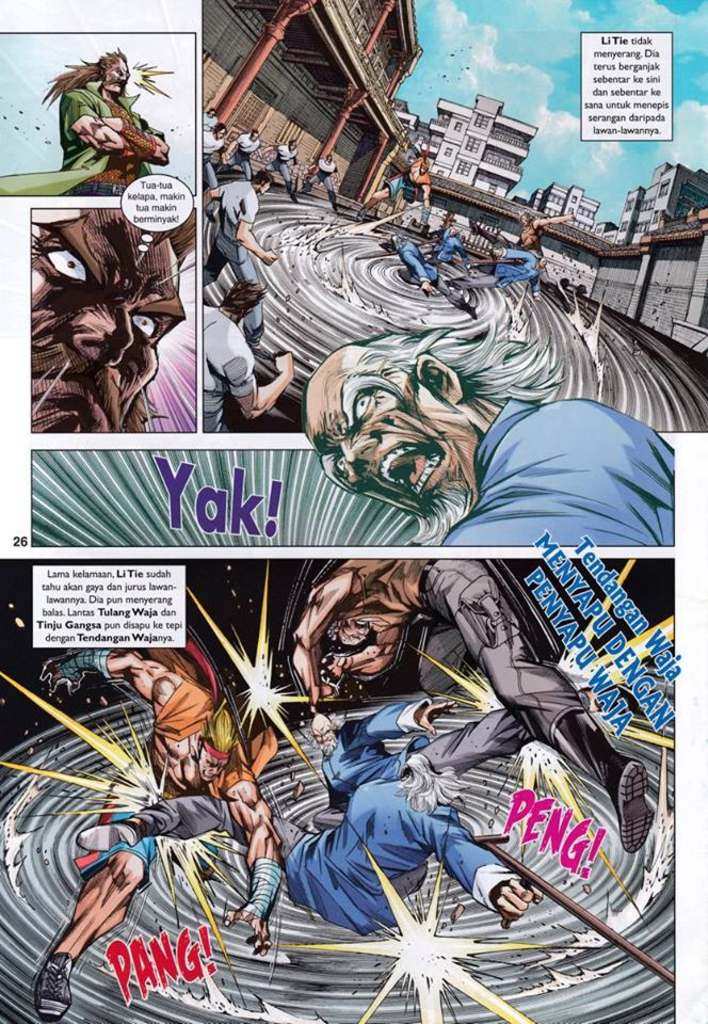 Li Tie tidak
menyerang. Dia
terus berganjak
sebentar ke sini
dan sebentar ke
sana untuk menepis
serangan daripada
lawan-lawannya.
Tua-tua
kelapa, makin
tua makin
berminyak!
Yak!
26
Lama kelamaan, Li Tie sudah
tahu akan gaya dan jurus lawan-
lawannya. Dia pun menyerang
balas. Lantas Tulang Waja dan
Tinju Gangsa pun disapu ke tepi
dengan Tendangan Wajanya.
Tendangan Waja
MENYAPU DENGAN
PENYAPU WAJA
PENG!
PANG!